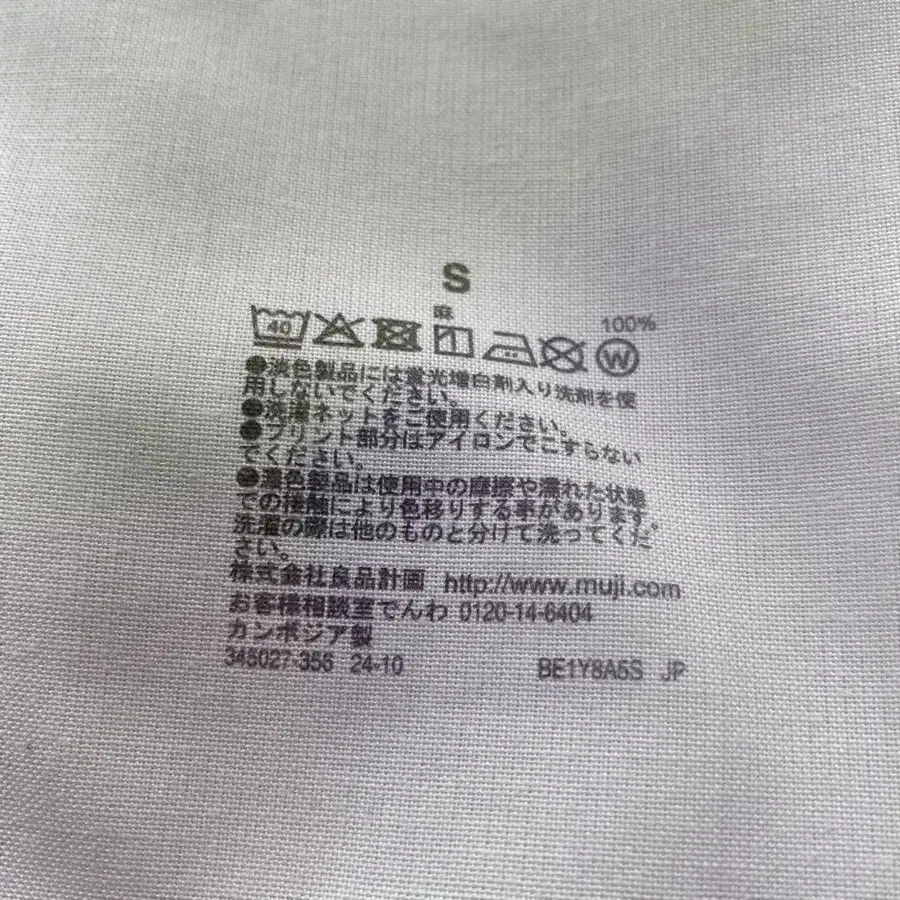 S
麻 100%
40
W
●淡色製品には蛍光増白剤入り洗剤を使
用しないでください。
●洗濯ネットをご使用ください。
●プリント部分はアイロンでこすらない
でください。
●濃色製品は使用中の摩擦や濡れた状態
での接触により色移りする事があります。
洗濯の際は他のものと分けて洗ってくだ
さい。
株式会社良品計画 http://www.muji.com
お客様相談室でんわ 0120-14-6404
カンボジア製
345027-356 24-10 BE1Y8A5S JP